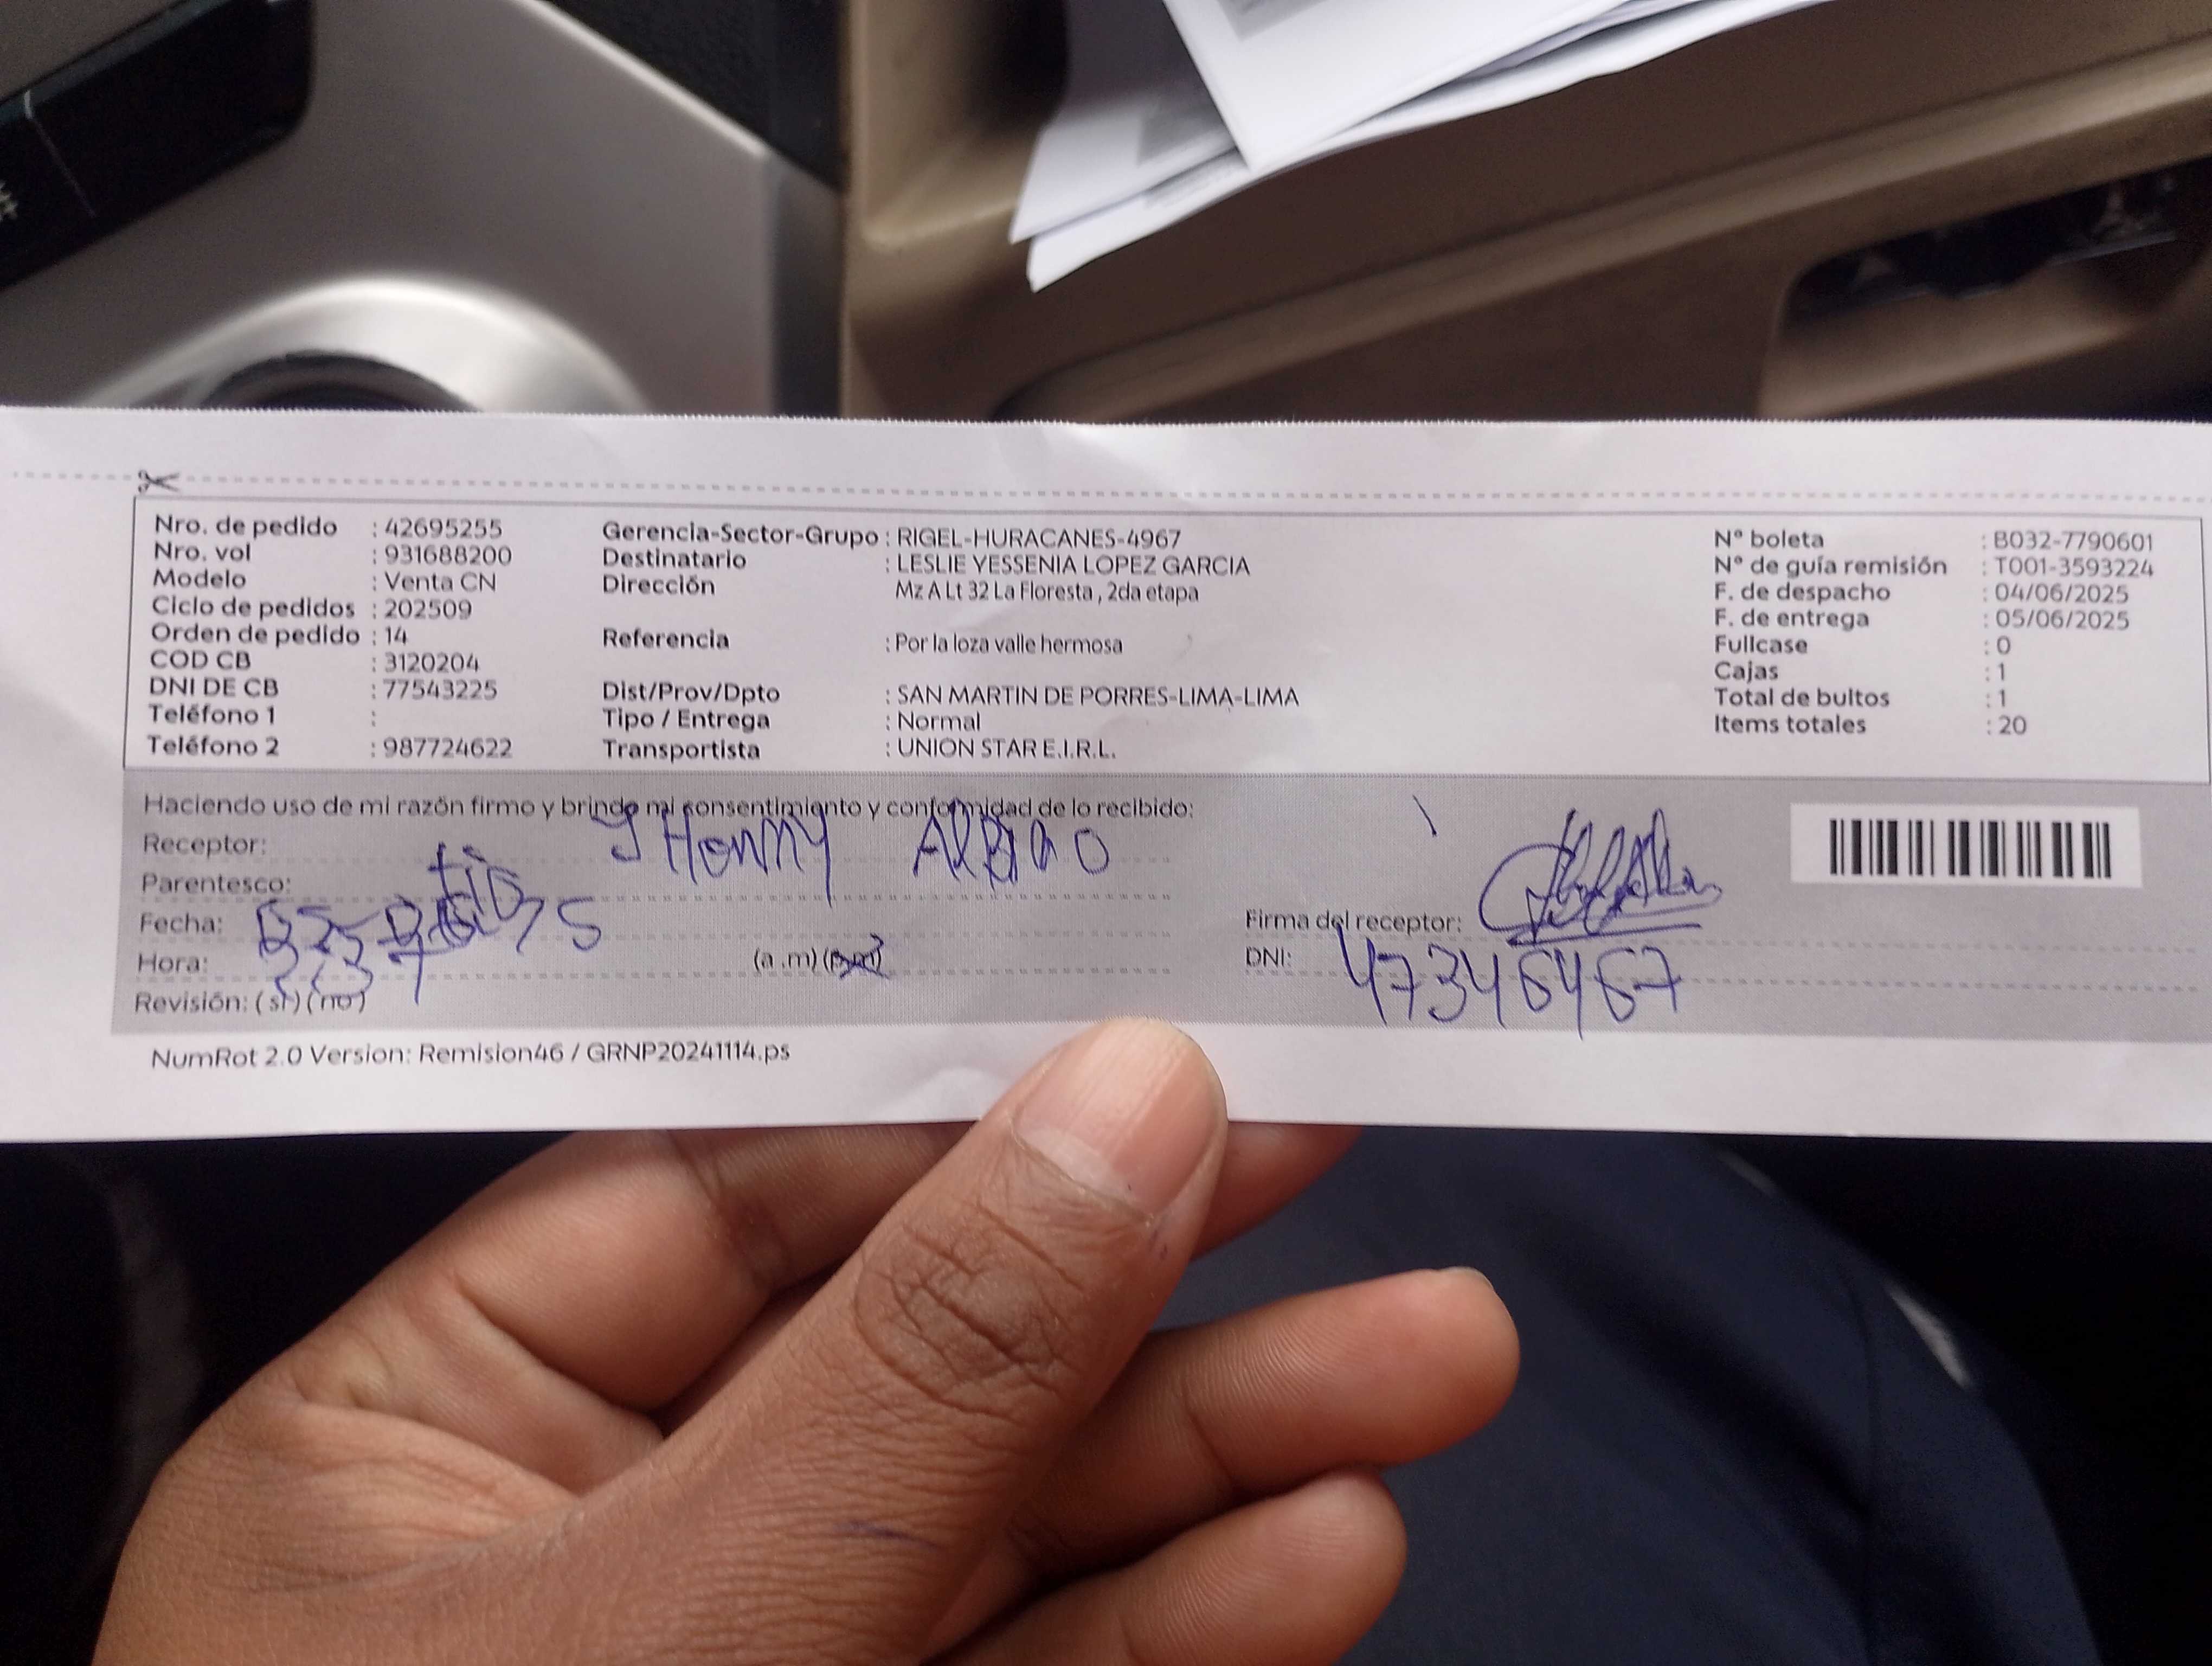 Nro. de pedido : 42695255
Nro. vol : 931688200
Modelo : Venta CN
Ciclo de pedidos : 202509
Orden de pedido : 14
COD CB : 3120204
DNI DE CB : 77543225
Teléfono 1 :
Teléfono 2 : 987724622
Gerencia-Sector-Grupo : RIGEL-HURACANES-4967
Destinatario : LESLIE YESSENIA LOPEZ GARCIA
Dirección Mz A Lt 32 La Floresta , 2da etapa
Referencia : Por la loza valle hermosa
Dist/Prov/Dpto : SAN MARTIN DE PORRES-LIMA-LIMA
Tipo / Entrega : Normal
Transportista : UNION STAR E.I.R.L.
N° boleta : B032-7790601
N° de guía remisión : T001-3593224
F. de despacho : 04/06/2025
F. de entrega : 05/06/2025
Fullcase : 0
Cajas : 1
Total de bultos : 1
Items totales : 20
Haciendo uso de mi razón firmo y brindo mi consentimiento y conformidad de lo recibido:
Receptor: JHONNY
Parentesco: tio
Fecha:
Hora: (a .m) (p.m)
Revisión: ( si ) ( no )
Firma del receptor:
DNI:
NumRot 2.0 Version: Remision46 / GRNP20241114.ps